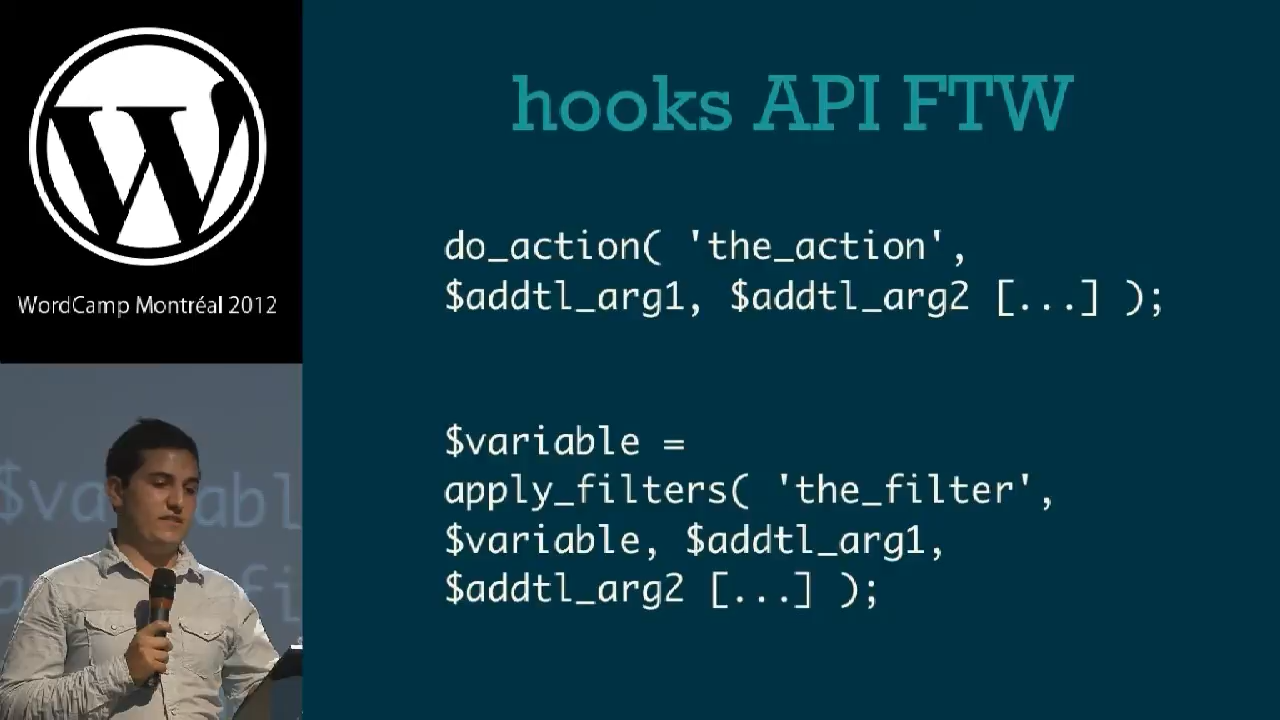 WordCamp Montréal 2012
hooks API FTW
do_action( 'the_action',
$addtl_arg1, $addtl_arg2 [...] );
$variable =
apply_filters( 'the_filter',
$variable, $addtl_arg1,
$addtl_arg2 [...] );